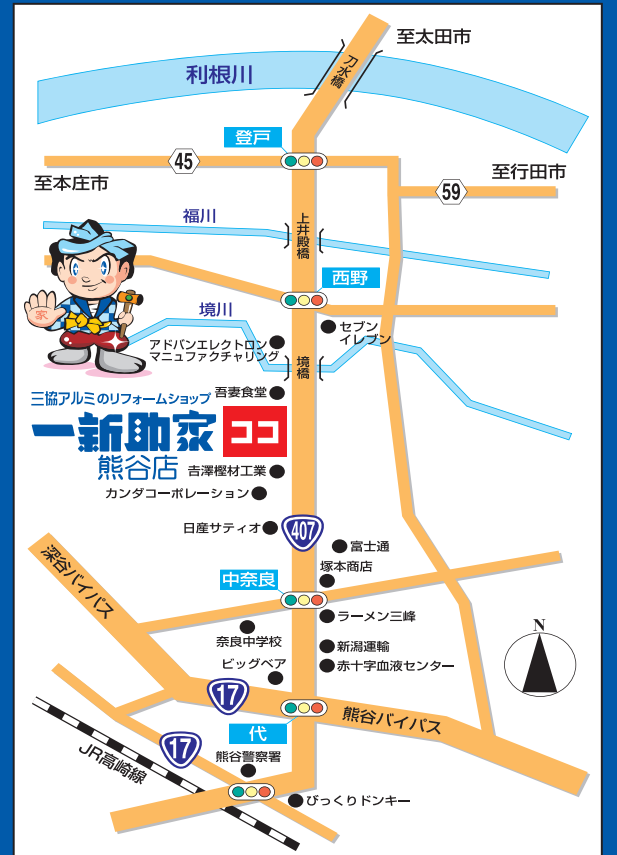 至太田市
刀水橋
利根川
登戸
45
至本庄市
至行田市
59
福川
上井殿橋
西野
家
境川
セブン
イレブン
アドバンエレクトロン
マニュファクチャリング
境橋
吾妻食堂
三協アルミのリフォームショップ
一新助家
ココ
熊谷店
吉澤樫材工業
カンダコーポレーション
日産サティオ
407
富士通
塚本商店
深谷バイパス
中奈良
ラーメン三峰
奈良中学校
新潟運輸
ビッグベア
赤十字血液センター
N
17
熊谷バイパス
代
17
熊谷警察署
JR高崎線
びっくりドンキー